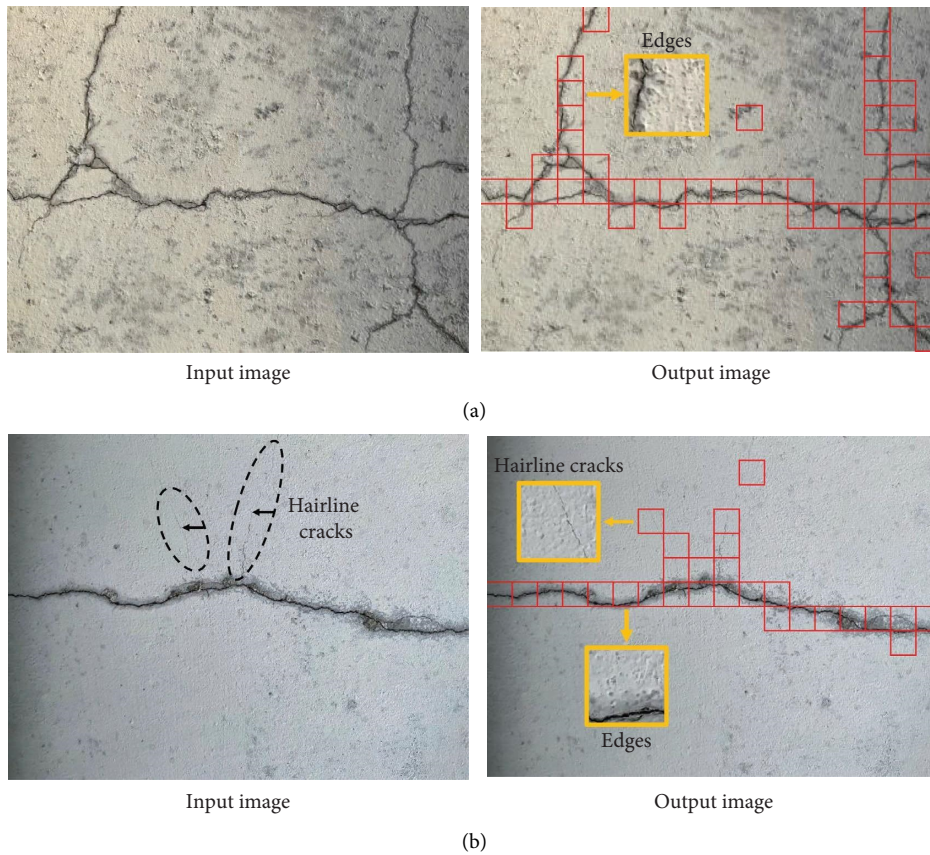 Edges
Input image
Output image
(a)
Hairline cracks
Hairline
cracks
Edges
Input image
Output image
(b)